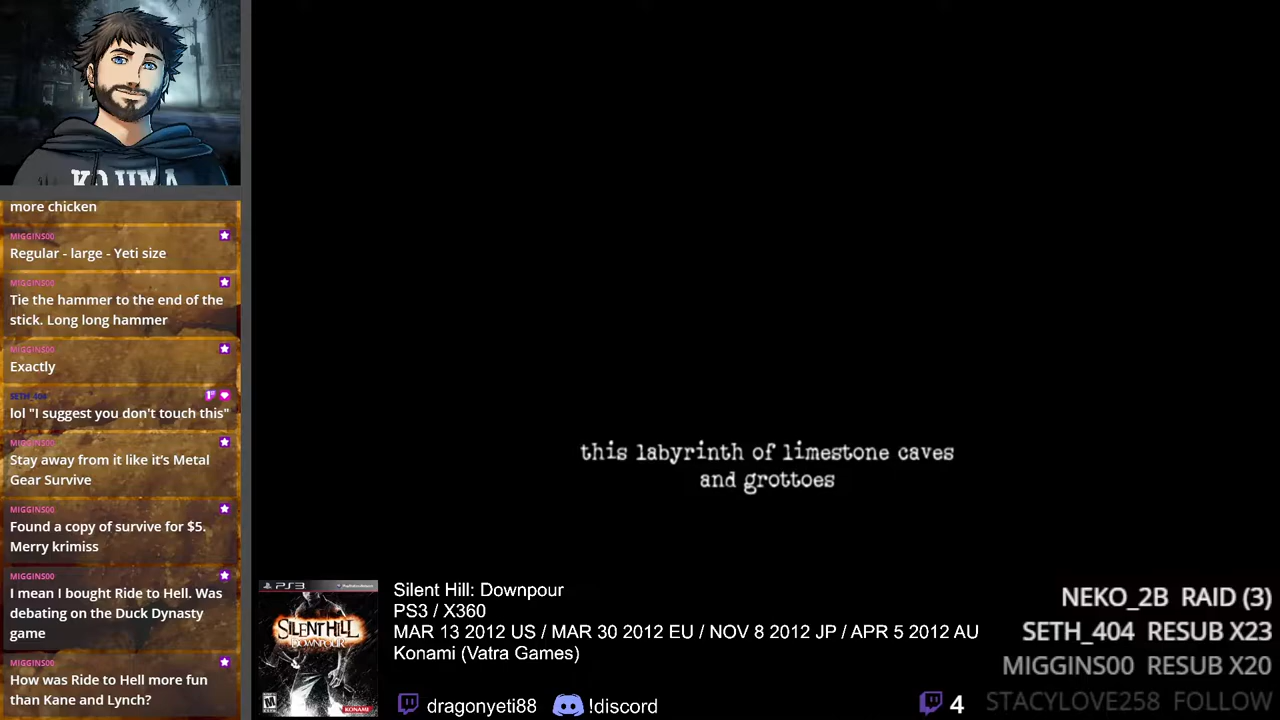 KOJIMA
more chicken
MIGGINS00
Regular - large - Yeti size
MIGGINS00
Tie the hammer to the end of the
stick. Long long hammer
MIGGINS00
Exactly
SETH_404
lol "I suggest you don't touch this"
MIGGINS00
Stay away from it like it's Metal
Gear Survive
MIGGINS00
Found a copy of survive for $5.
Merry krimiss
MIGGINS00
I mean I bought Ride to Hell. Was
debating on the Duck Dynasty
game
MIGGINS00
How was Ride to Hell more fun
than Kane and Lynch?
this labyrinth of limestone caves
and grottoes
PS3
SILENT HILL
DOWNPOUR
KONAMI
Silent Hill: Downpour
PS3 / X360
MAR 13 2012 US / MAR 30 2012 EU / NOV 8 2012 JP / APR 5 2012 AU
Konami (Vatra Games)
dragonyeti88
!discord
4
NEKO_2B RAID (3)
SETH_404 RESUB X23
MIGGINS00 RESUB X20
STACYLOVE258 FOLLOW